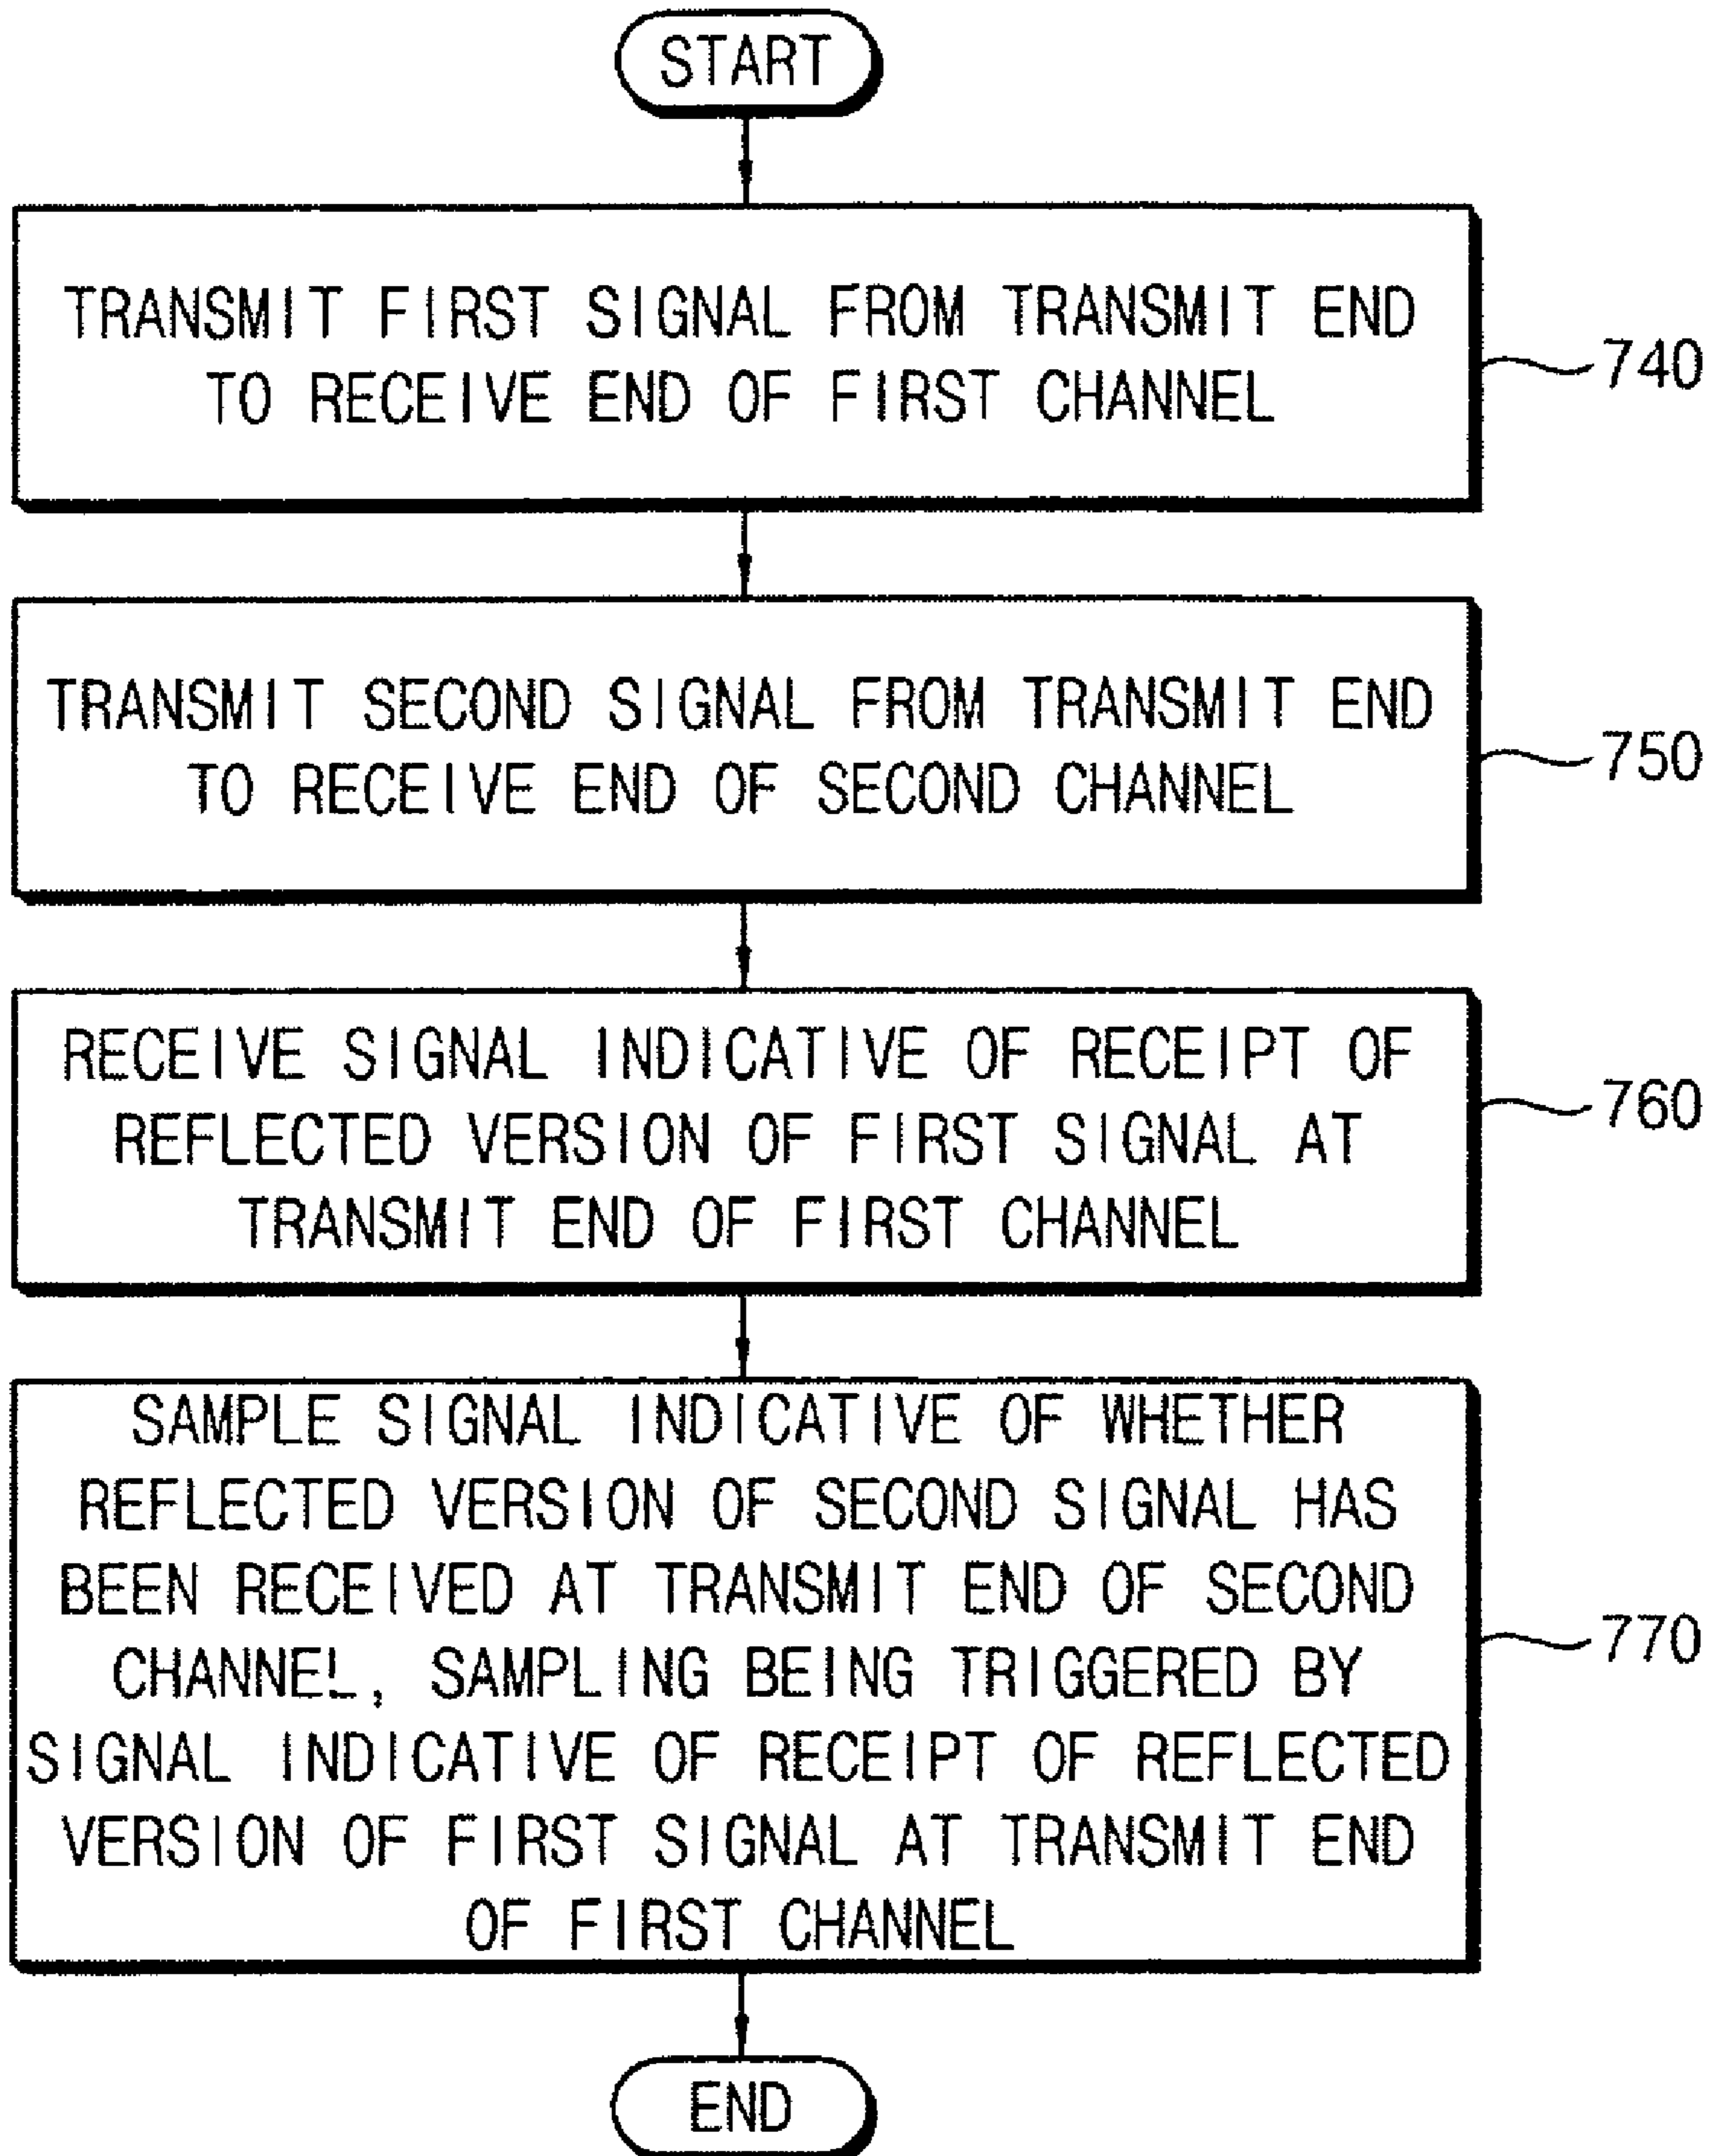 START
TRANSMIT FIRST SIGNAL FROM TRANSMIT END
TO RECEIVE END OF FIRST CHANNEL
740
TRANSMIT SECOND SIGNAL FROM TRANSMIT END
TO RECEIVE END OF SECOND CHANNEL
750
RECEIVE SIGNAL INDICATIVE OF RECEIPT OF
REFLECTED VERSION OF FIRST SIGNAL AT
TRANSMIT END OF FIRST CHANNEL
760
SAMPLE SIGNAL INDICATIVE OF WHETHER
REFLECTED VERSION OF SECOND SIGNAL HAS
BEEN RECEIVED AT TRANSMIT END OF SECOND
CHANNEL, SAMPLING BEING TRIGGERED BY
SIGNAL INDICATIVE OF RECEIPT OF REFLECTED
VERSION OF FIRST SIGNAL AT TRANSMIT END
OF FIRST CHANNEL
770
END